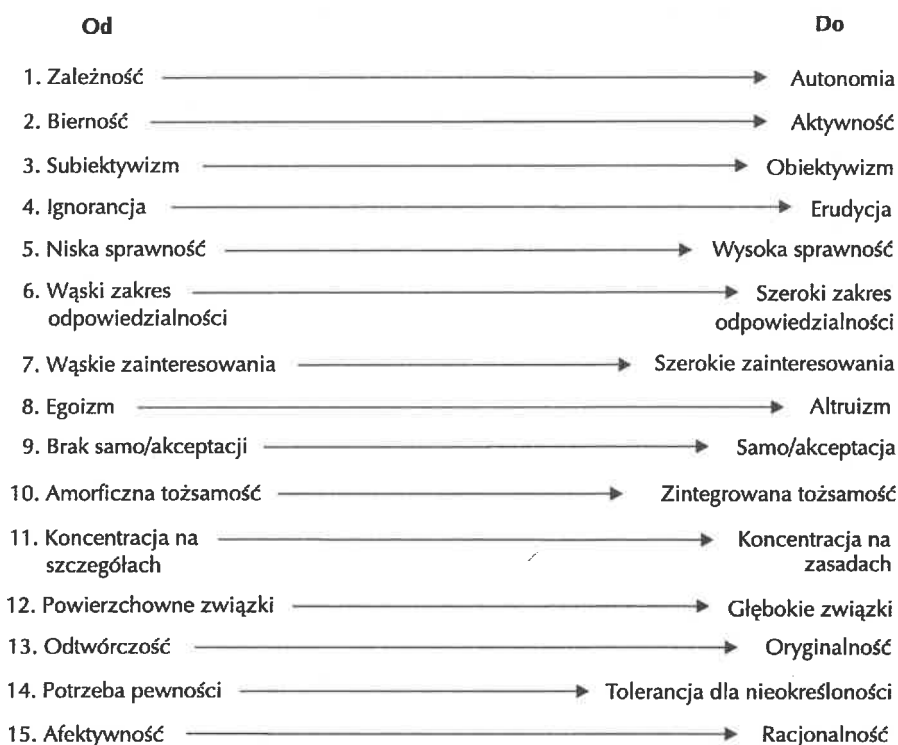 Od Do
1. Zależność Autonomia
2. Bierność Aktywność
3. Subiektywizm Obiektywizm
4. Ignorancja Erudycja
5. Niska sprawność Wysoka sprawność
6. Wąski zakres Szeroki zakres
odpowiedzialności odpowiedzialności
7. Wąskie zainteresowania Szerokie zainteresowania
8. Egoizm Altruizm
9. Brak samo/akceptacji Samo/akceptacja
10. Amorficzna tożsamość Zintegrowana tożsamość
11. Koncentracja na Koncentracja na
szczegółach zasadach
12. Powierzchowne związki Głębokie związki
13. Odtwórczość Oryginalność
14. Potrzeba pewności Tolerancja dla nieokreśloności
15. Afektywność Racjonalność